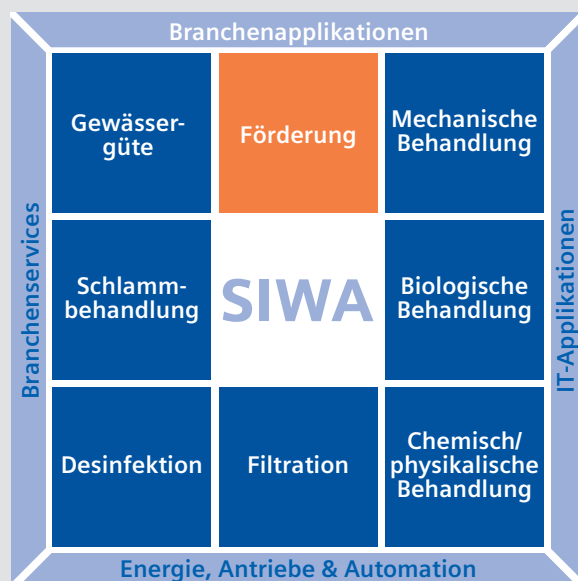 Branchenapplikationen
Gewässer-
güte
Förderung
Mechanische
Behandlung
Branchenservices
Schlamm-
behandlung
SIWA
Biologische
Behandlung
IT-Applikationen
Desinfektion
Filtration
Chemisch/
physikalische
Behandlung
Energie, Antriebe & Automation